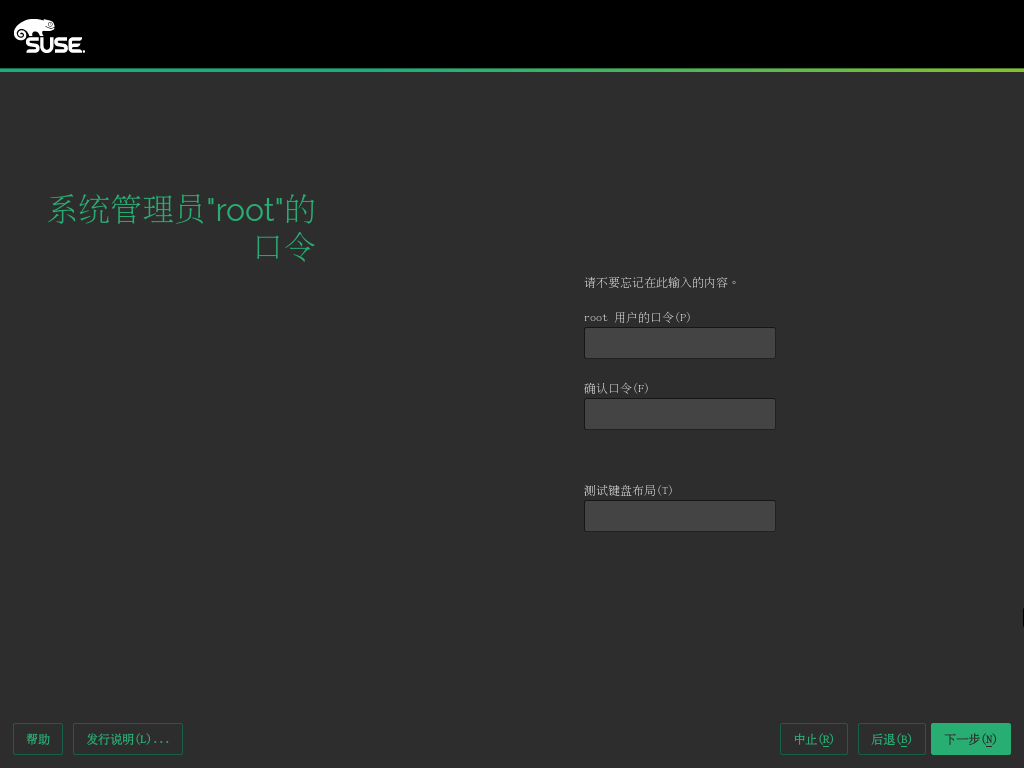 SUSE.
系统管理员"root"的
口令
请不要忘记在此输入的内容。
root 用户的口令(P)
确认口令(F)
测试键盘布局(T)
帮助
发行说明(L)...
中止(R)
后退(B)
下一步(N)